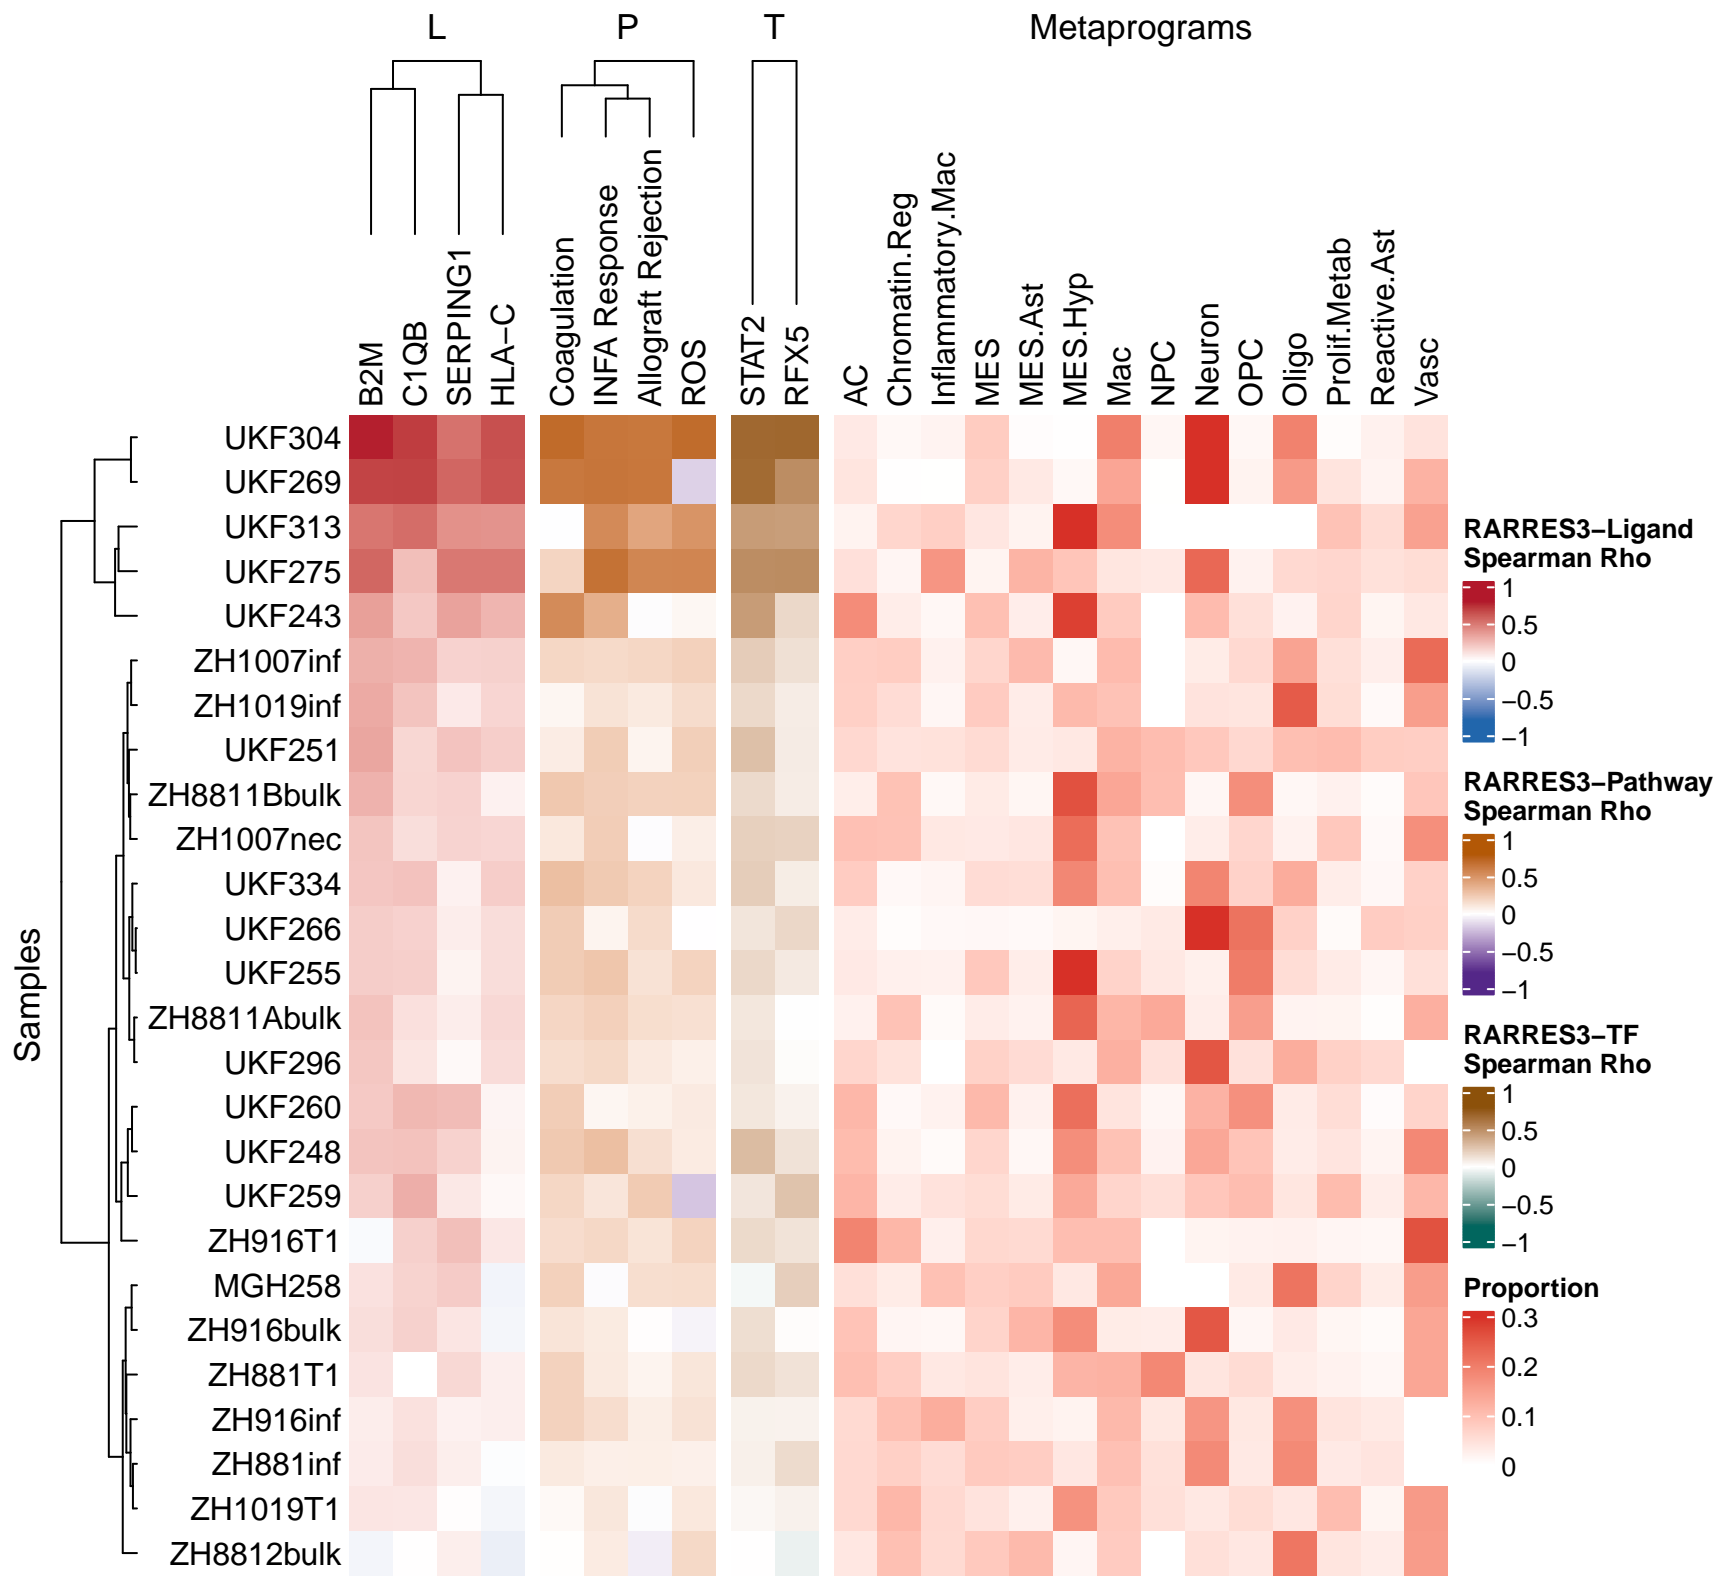 L P T Metaprograms
B2M
C1QB
SERPING1
HLA−C
Coagulation
INFA Response
Allograft Rejection
ROS
STAT2
RFX5
AC
Chromatin.Reg
Inflammatory.Mac
MES
MES.Ast
MES.Hyp
Mac
NPC
Neuron
OPC
Oligo
Prolif.Metab
Reactive.Ast
Vasc
Samples
UKF304
UKF269
UKF313
UKF275
UKF243
ZH1007inf
ZH1019inf
UKF251
ZH8811Bbulk
ZH1007nec
UKF334
UKF266
UKF255
ZH8811Abulk
UKF296
UKF260
UKF248
UKF259
ZH916T1
MGH258
ZH916bulk
ZH881T1
ZH916inf
ZH881inf
ZH1019T1
ZH8812bulk
RARRES3−Ligand
Spearman Rho
1
0.5
0
−0.5
−1
RARRES3−Pathway
Spearman Rho
1
0.5
0
−0.5
−1
RARRES3−TF
Spearman Rho
1
0.5
0
−0.5
−1
Proportion
0.3
0.2
0.1
0